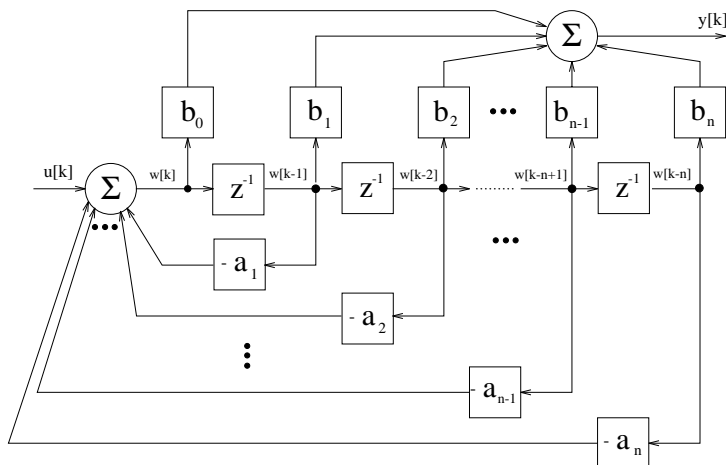 Σ y[k]
b₀ b₁ b₂ ••• bₙ₋₁ bₙ
u[k] Σ w[k] z⁻¹ w[k-1] z⁻¹ w[k-2] ........ w[k-n+1] z⁻¹ w[k-n]
••• •••
- a₁
- a₂
- aₙ₋₁
- aₙ